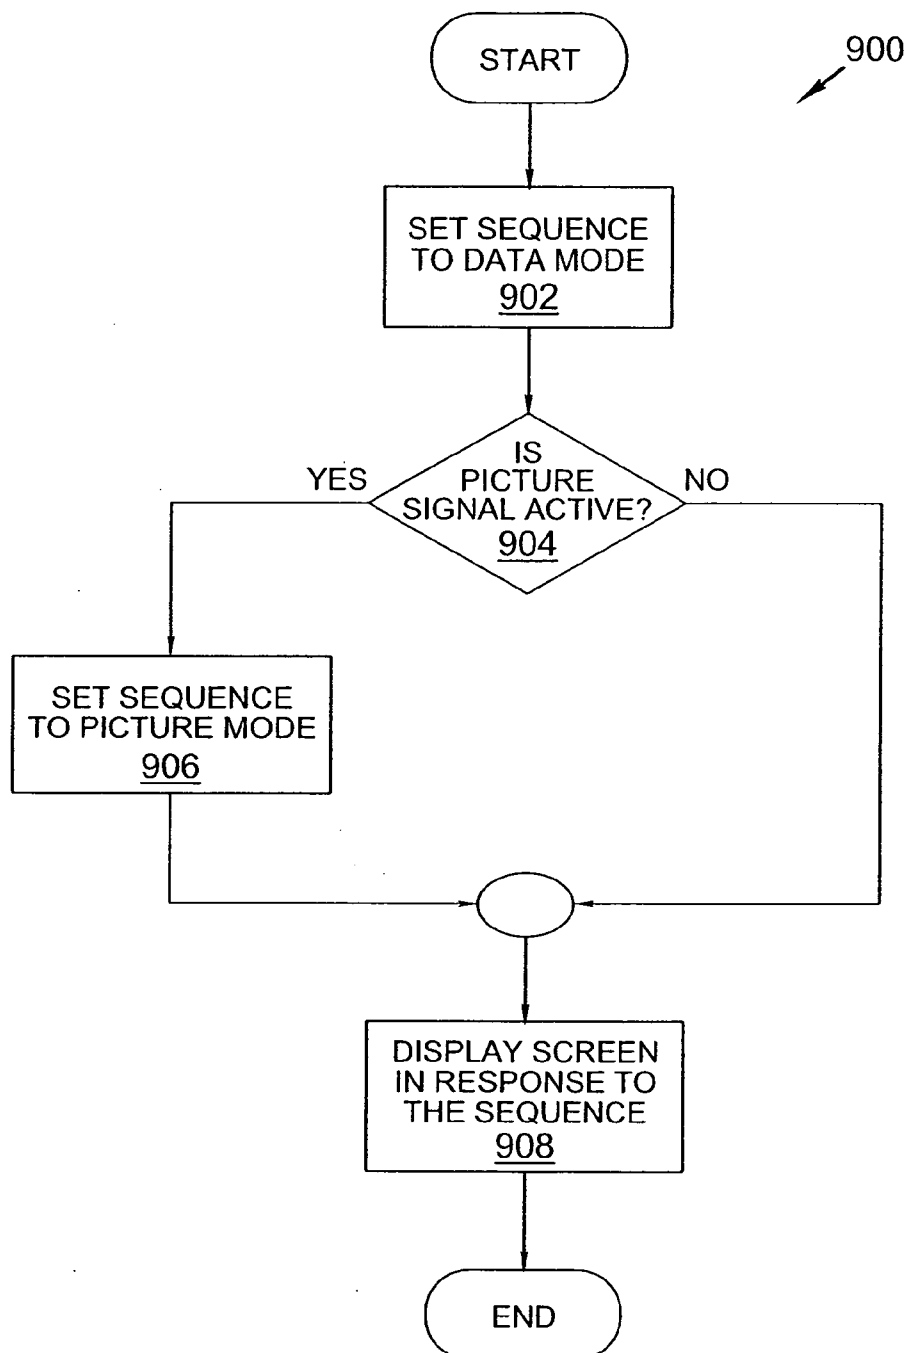 START
900
SET SEQUENCE
TO DATA MODE
902
IS
PICTURE
SIGNAL ACTIVE?
904
YES
NO
SET SEQUENCE
TO PICTURE MODE
906
DISPLAY SCREEN
IN RESPONSE TO
THE SEQUENCE
908
END